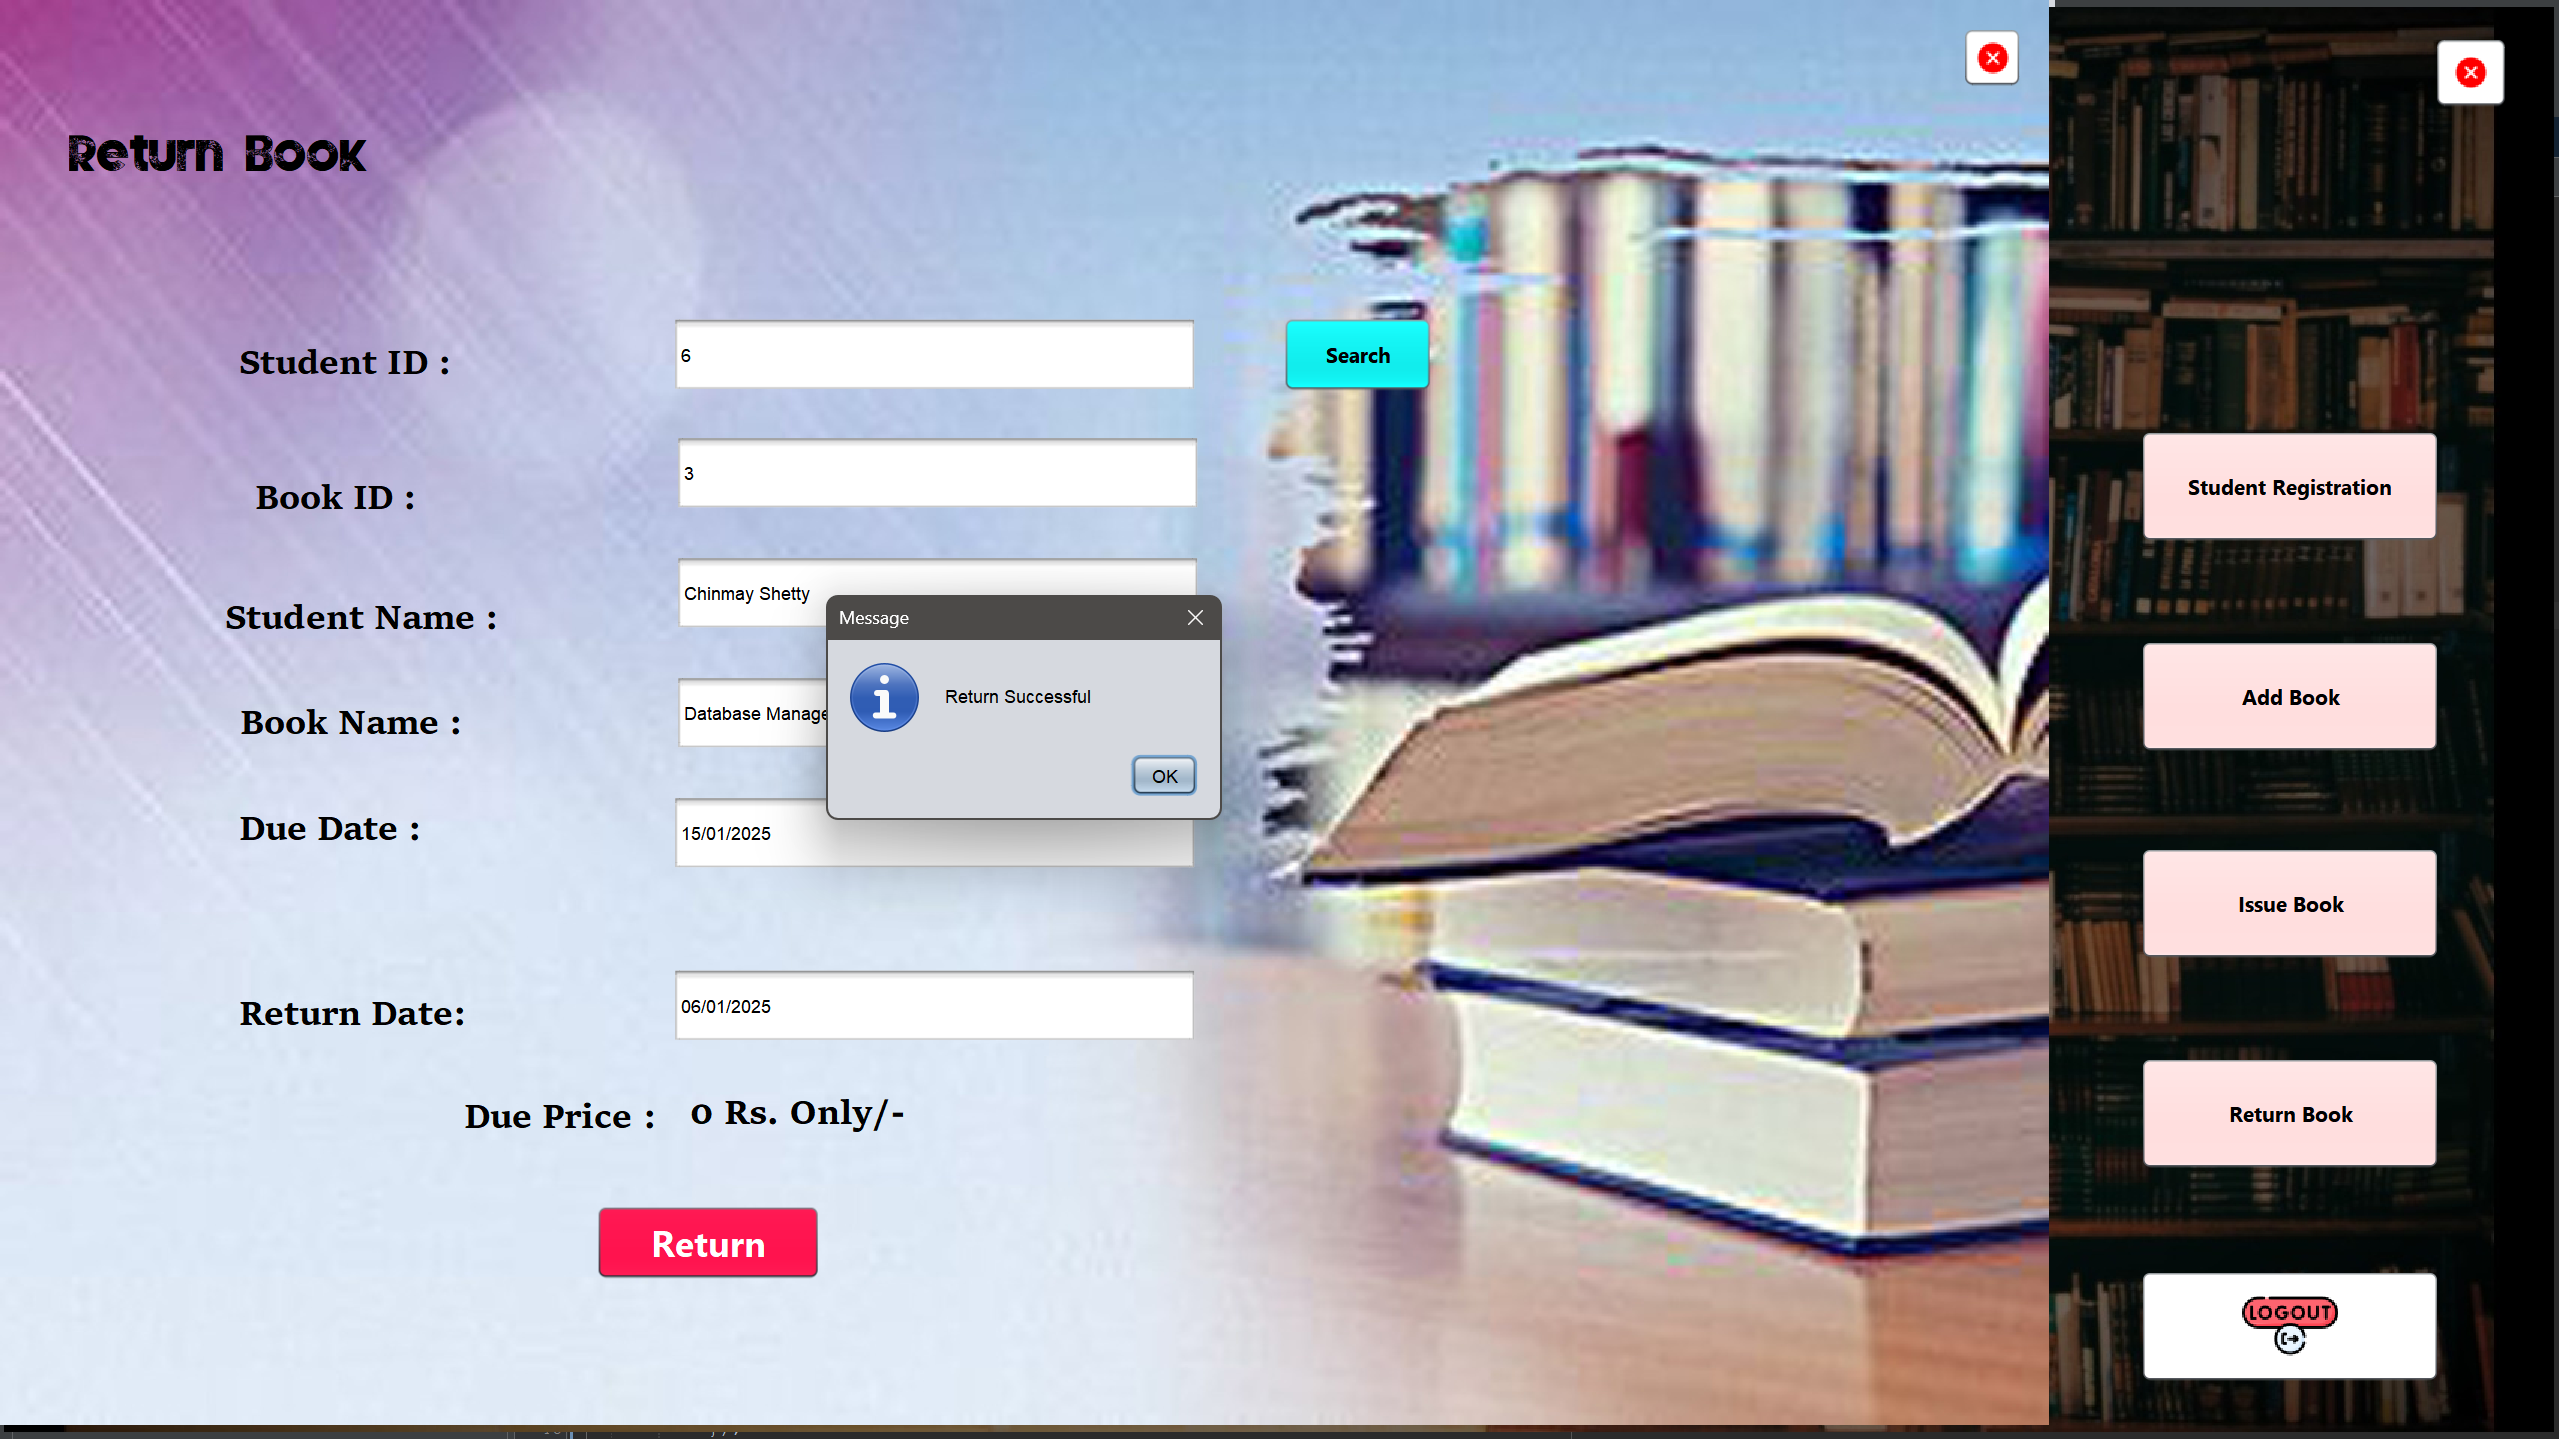 Return Book
Student ID :
6
Search
Book ID :
3
Student Name :
Chinmay Shetty
Message
Return Successful
OK
Book Name :
Database Manage
Due Date :
15/01/2025
Return Date:
06/01/2025
Due Price :
0 Rs. Only/-
Return
Student Registration
Add Book
Issue Book
Return Book
LOGOUT